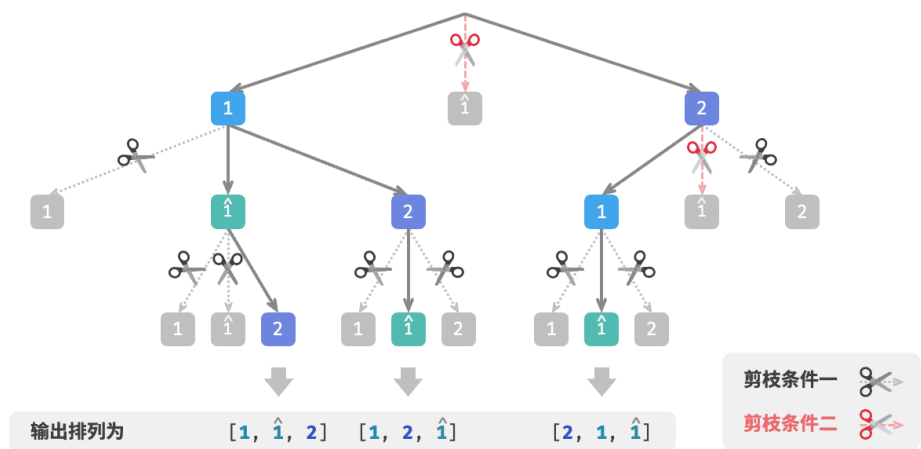 1 1̂ 2
1 1̂ 2 1 1̂ 2
1 1̂ 2 1 1̂ 2 1 1̂ 2
剪枝条件一
剪枝条件二
输出排列为 [1, 1̂, 2] [1, 2, 1̂] [2, 1, 1̂]